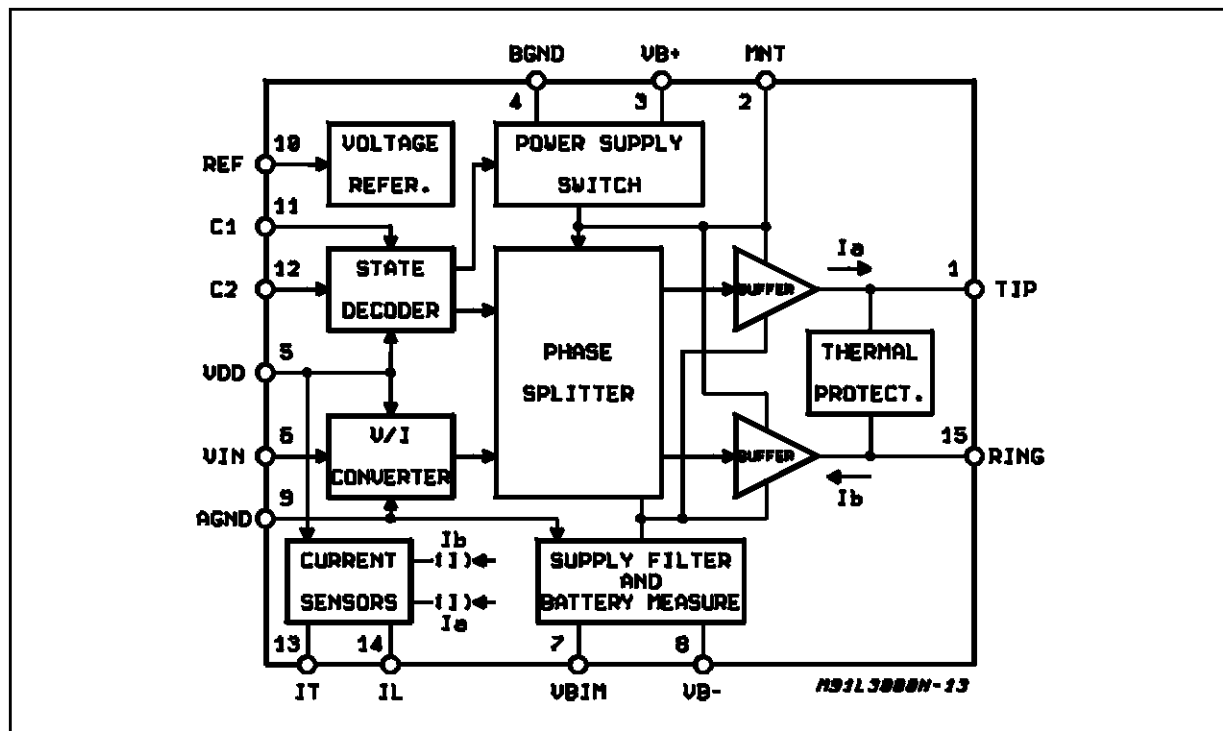 BGND VB+ MNT
4 3 2
REF 10
VOLTAGE
REFER.
POWER SUPPLY
SWITCH
C1 11
C2 12
STATE
DECODER
Ia
BUFFER
1 TIP
VDD 5
PHASE
SPLITTER
THERMAL
PROTECT.
VIN 6
V/I
CONVERTER
BUFFER
15 RING
Ib
AGND 9
CURRENT
SENSORS
Ib
(I)
(I)
Ia
SUPPLY FILTER
AND
BATTERY MEASURE
13 14 7 8
IT IL VBIM VB-
M91L3000N-13